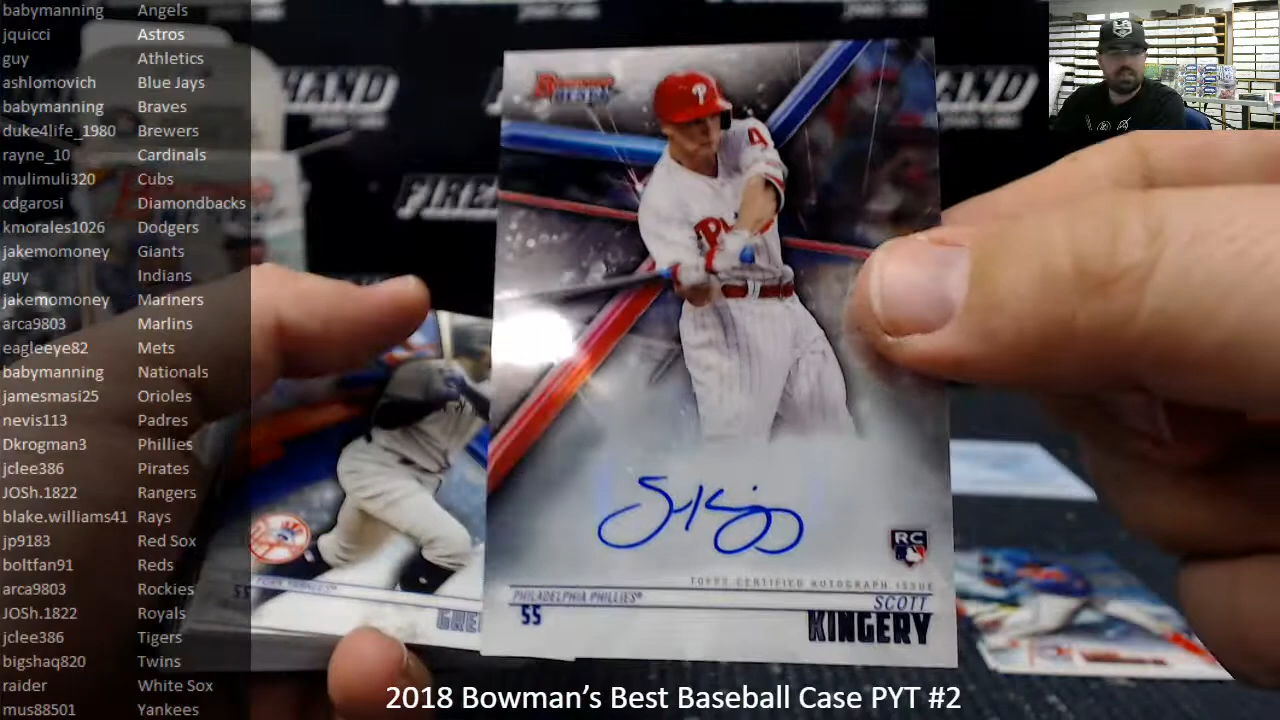 babymanning Angels
jquicci Astros
guy Athletics
ashlomovich Blue Jays
babymanning Braves
duke4life_1980 Brewers
rayne_10 Cardinals
mulimuli320 Cubs
cdgarosi Diamondbacks
kmorales1026 Dodgers
jakemomoney Giants
guy Indians
jakemomoney Mariners
arca9803 Marlins
eagleeye82 Mets
babymanning Nationals
jamesmasi25 Orioles
nevis113 Padres
Dkrogman3 Phillies
jclee386 Pirates
JOSh.1822 Rangers
blake.williams41 Rays
jp9183 Red Sox
boltfan91 Reds
arca9803 Rockies
JOSh.1822 Royals
jclee386 Tigers
bigshaq820 Twins
raider White Sox
mus88501 Yankees
Bowman's
BEST
P
4
RC
TOPPS CERTIFIED AUTOGRAPH ISSUE
PHILADELPHIA PHILLIES®
SCOTT
SS
KINGERY
2018 Bowman's Best Baseball Case PYT #2